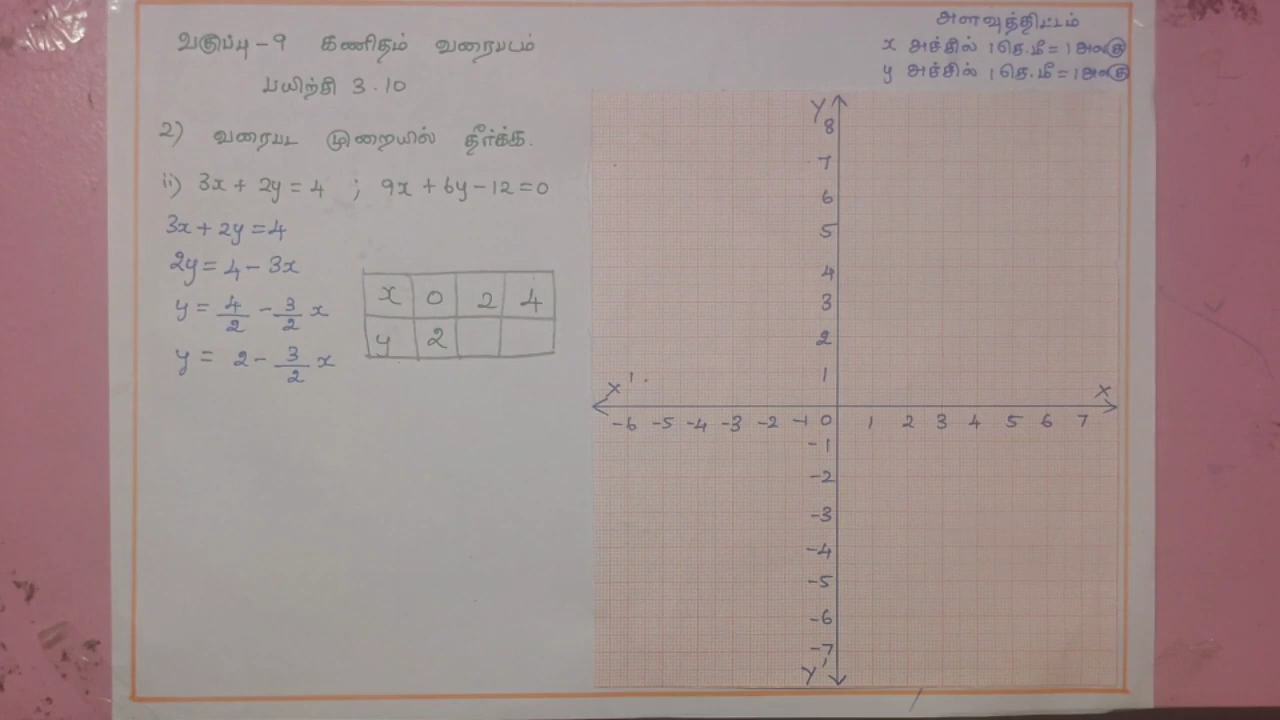 வகுப்பு - 9 கணிதம் வரைபடம்
பயிற்சி 3.10
2) வரைபட முறையில் தீர்க்க.
ii) 3x + 2y = 4 ; 9x + 6y - 12 = 0
3x + 2y = 4
2y = 4 - 3x
y = 4/2 - 3/2 x
y = 2 - 3/2 x
x 0 2 4
y 2
அளவுத்திட்டம்
x அச்சில் 1 செ.மீ = 1 அலகு
y அச்சில் 1 செ.மீ = 1 அலகு
Y
8
7
6
5
4
3
2
1
X' X
-6 -5 -4 -3 -2 -1 0 1 2 3 4 5 6 7
-1
-2
-3
-4
-5
-6
-7
Y'